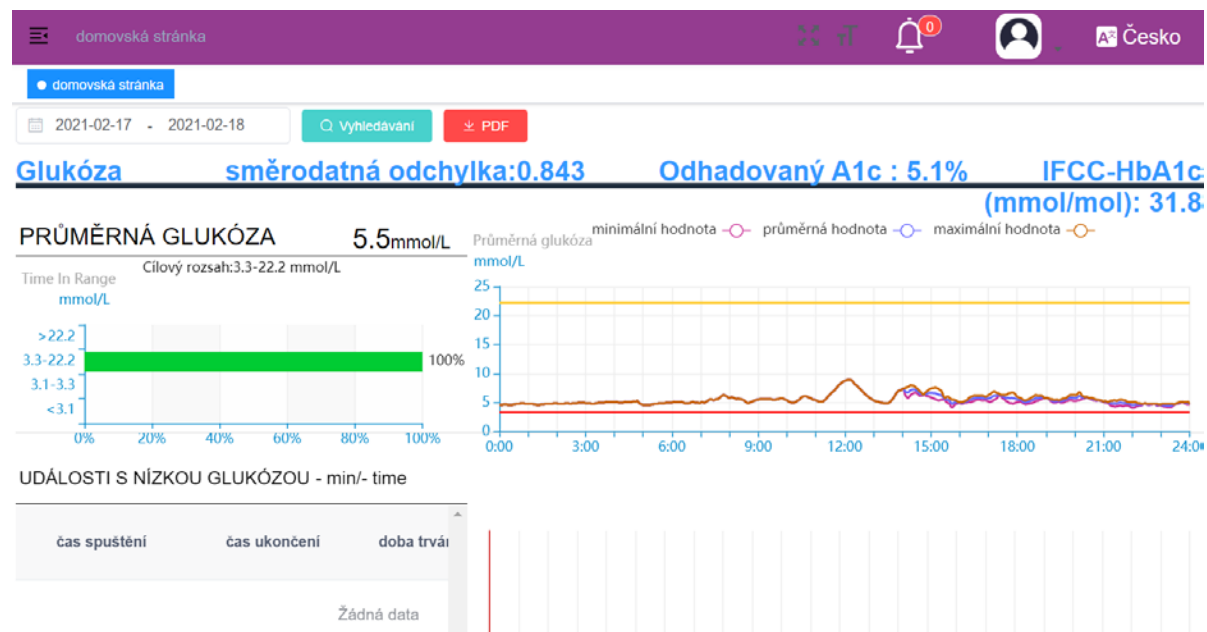 domovská stránka
0
Česko
domovská stránka
2021-02-17 - 2021-02-18
Vyhledávání
PDF
Glukóza směrodatná odchylka:0.843 Odhadovaný A1c : 5.1% IFCC-HbA1c
(mmol/mol): 31.8
PRŮMĚRNÁ GLUKÓZA 5.5mmol/L
Cílový rozsah:3.3-22.2 mmol/L
Time In Range
mmol/L
>22.2
3.3-22.2 100%
3.1-3.3
<3.1
0% 20% 40% 60% 80% 100%
minimální hodnota průměrná hodnota maximální hodnota
Průměrná glukóza
mmol/L
25
20
15
10
5
0
0:00 3:00 6:00 9:00 12:00 15:00 18:00 21:00 24:0
UDÁLOSTI S NÍZKOU GLUKÓZOU - min/- time
čas spuštění čas ukončení doba trvá
Žádná data